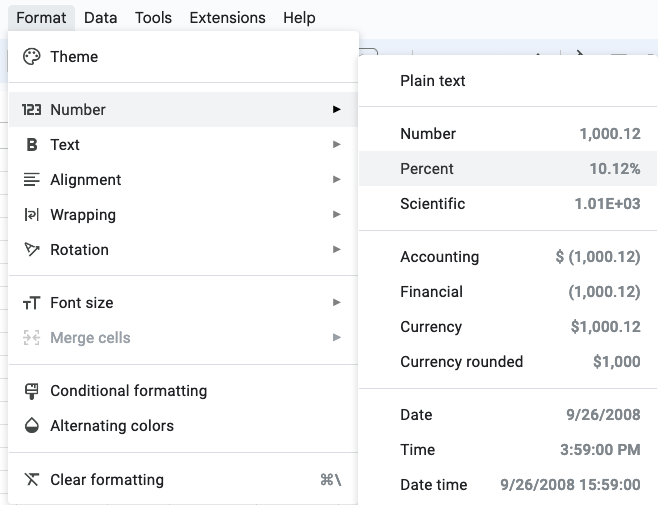 Format Data Tools Extensions Help
Theme
123 Number
B Text
Alignment
Wrapping
Rotation
Font size
Merge cells
Conditional formatting
Alternating colors
Clear formatting ⌘\
Plain text
Number 1,000.12
Percent 10.12%
Scientific 1.01E+03
Accounting $ (1,000.12)
Financial (1,000.12)
Currency $1,000.12
Currency rounded $1,000
Date 9/26/2008
Time 3:59:00 PM
Date time 9/26/2008 15:59:00